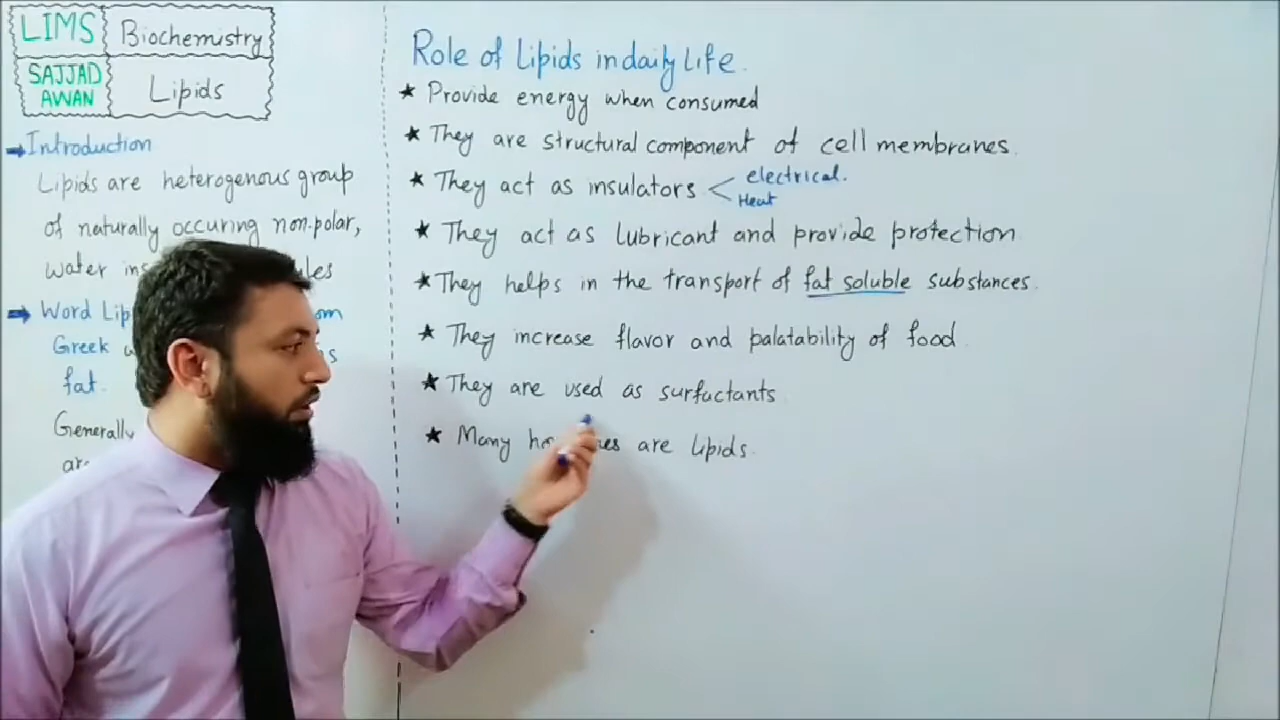 LIMS
Biochemistry
SAJJAD
AWAN
Lipids
Introduction
Lipids are heterogenous group
of naturally occuring non-polar,
water
Word
Greek
fat.
Generally
Role of Lipids in daily Life.
★ Provide energy when consumed
★ They are structural component of cell membranes.
★ They act as insulators
electrical.
Heat
★ They act as lubricant and provide protection
★ They helps in the transport of fat soluble substances.
★ They increase flavor and palatability of food
★ They are used as surfactants
★ Many are lipids.